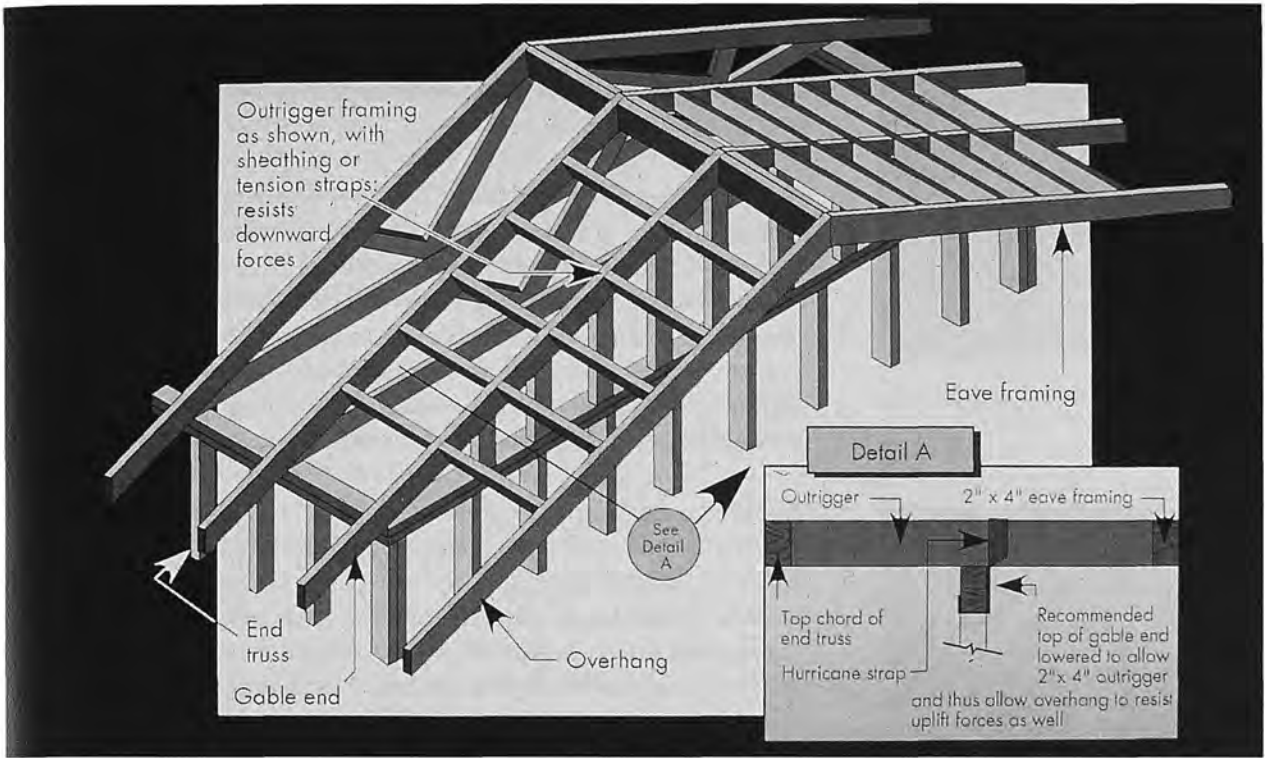 Outrigger framing
as shown, with
sheathing or
tension straps;
resists
downward
forces
Eave framing
See
Detail
A
End
truss
Gable end
Overhang
Detail A
Outrigger
2" x 4" eave framing
Top chord of
end truss
Hurricane strap
Recommended
top of gable end
lowered to allow
2"x 4" outrigger
and thus allow overhang to resist
uplift forces as well